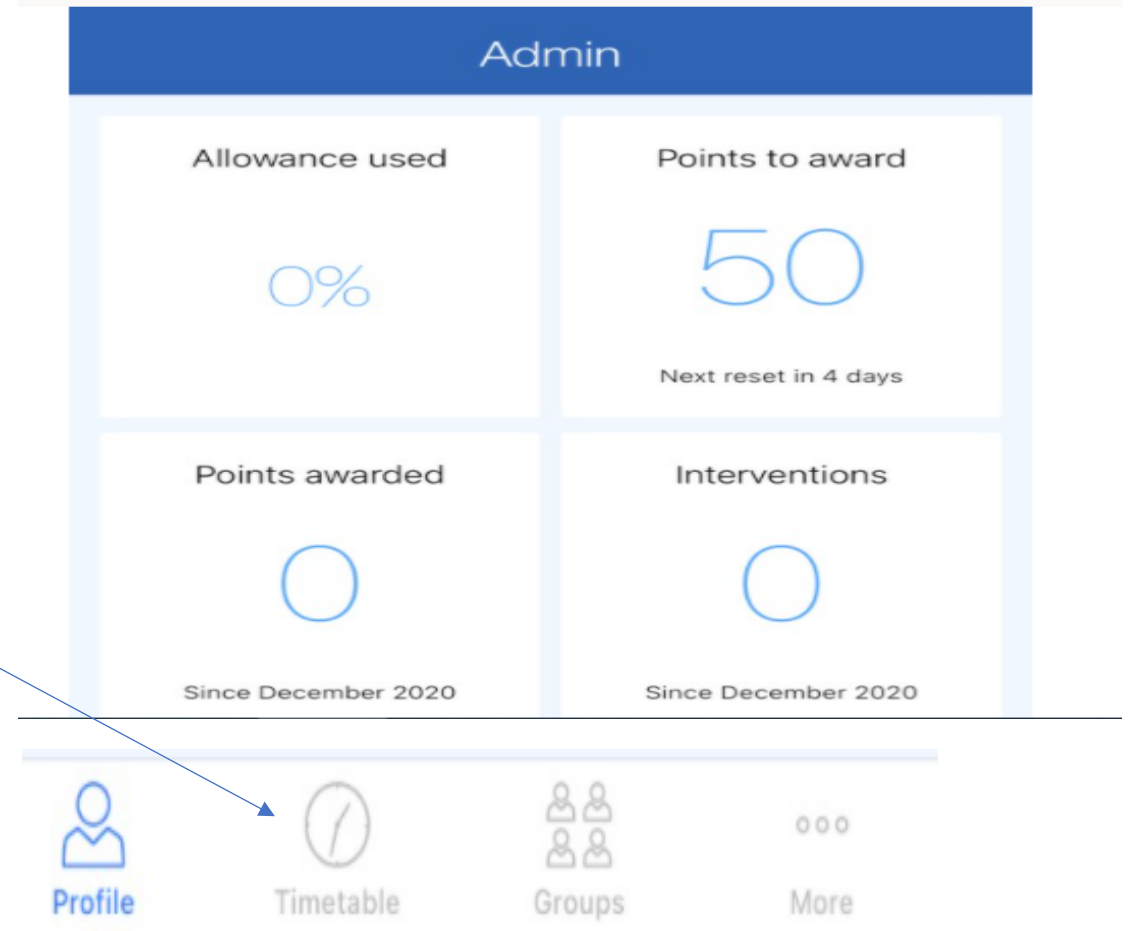 Admin
Allowance used
Points to award
0%
50
Next reset in 4 days
Points awarded
Interventions
0
0
Since December 2020
Since December 2020
Profile
Timetable
Groups
More